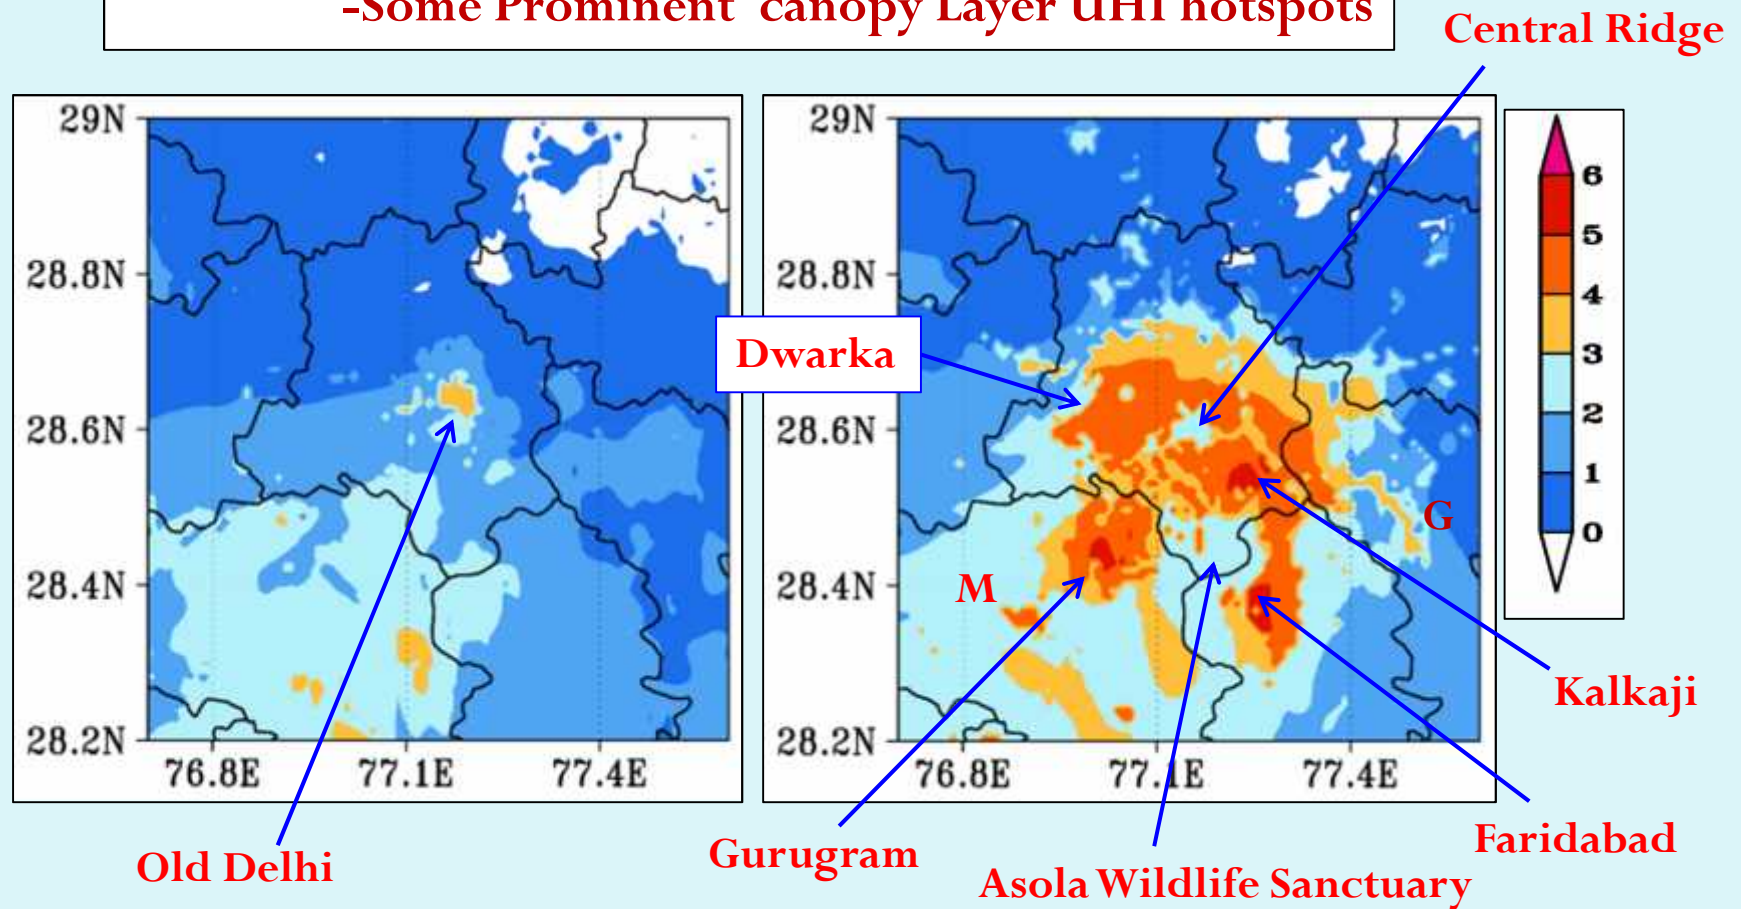 -Some Prominent canopy Layer UHI hotspots
Central Ridge
29N
28.8N
28.6N
28.4N
28.2N
76.8E
77.1E
77.4E
29N
28.8N
28.6N
28.4N
28.2N
76.8E
77.1E
77.4E
6
5
4
3
2
1
0
Dwarka
G
M
Kalkaji
Old Delhi
Gurugram
Asola Wildlife Sanctuary
Faridabad